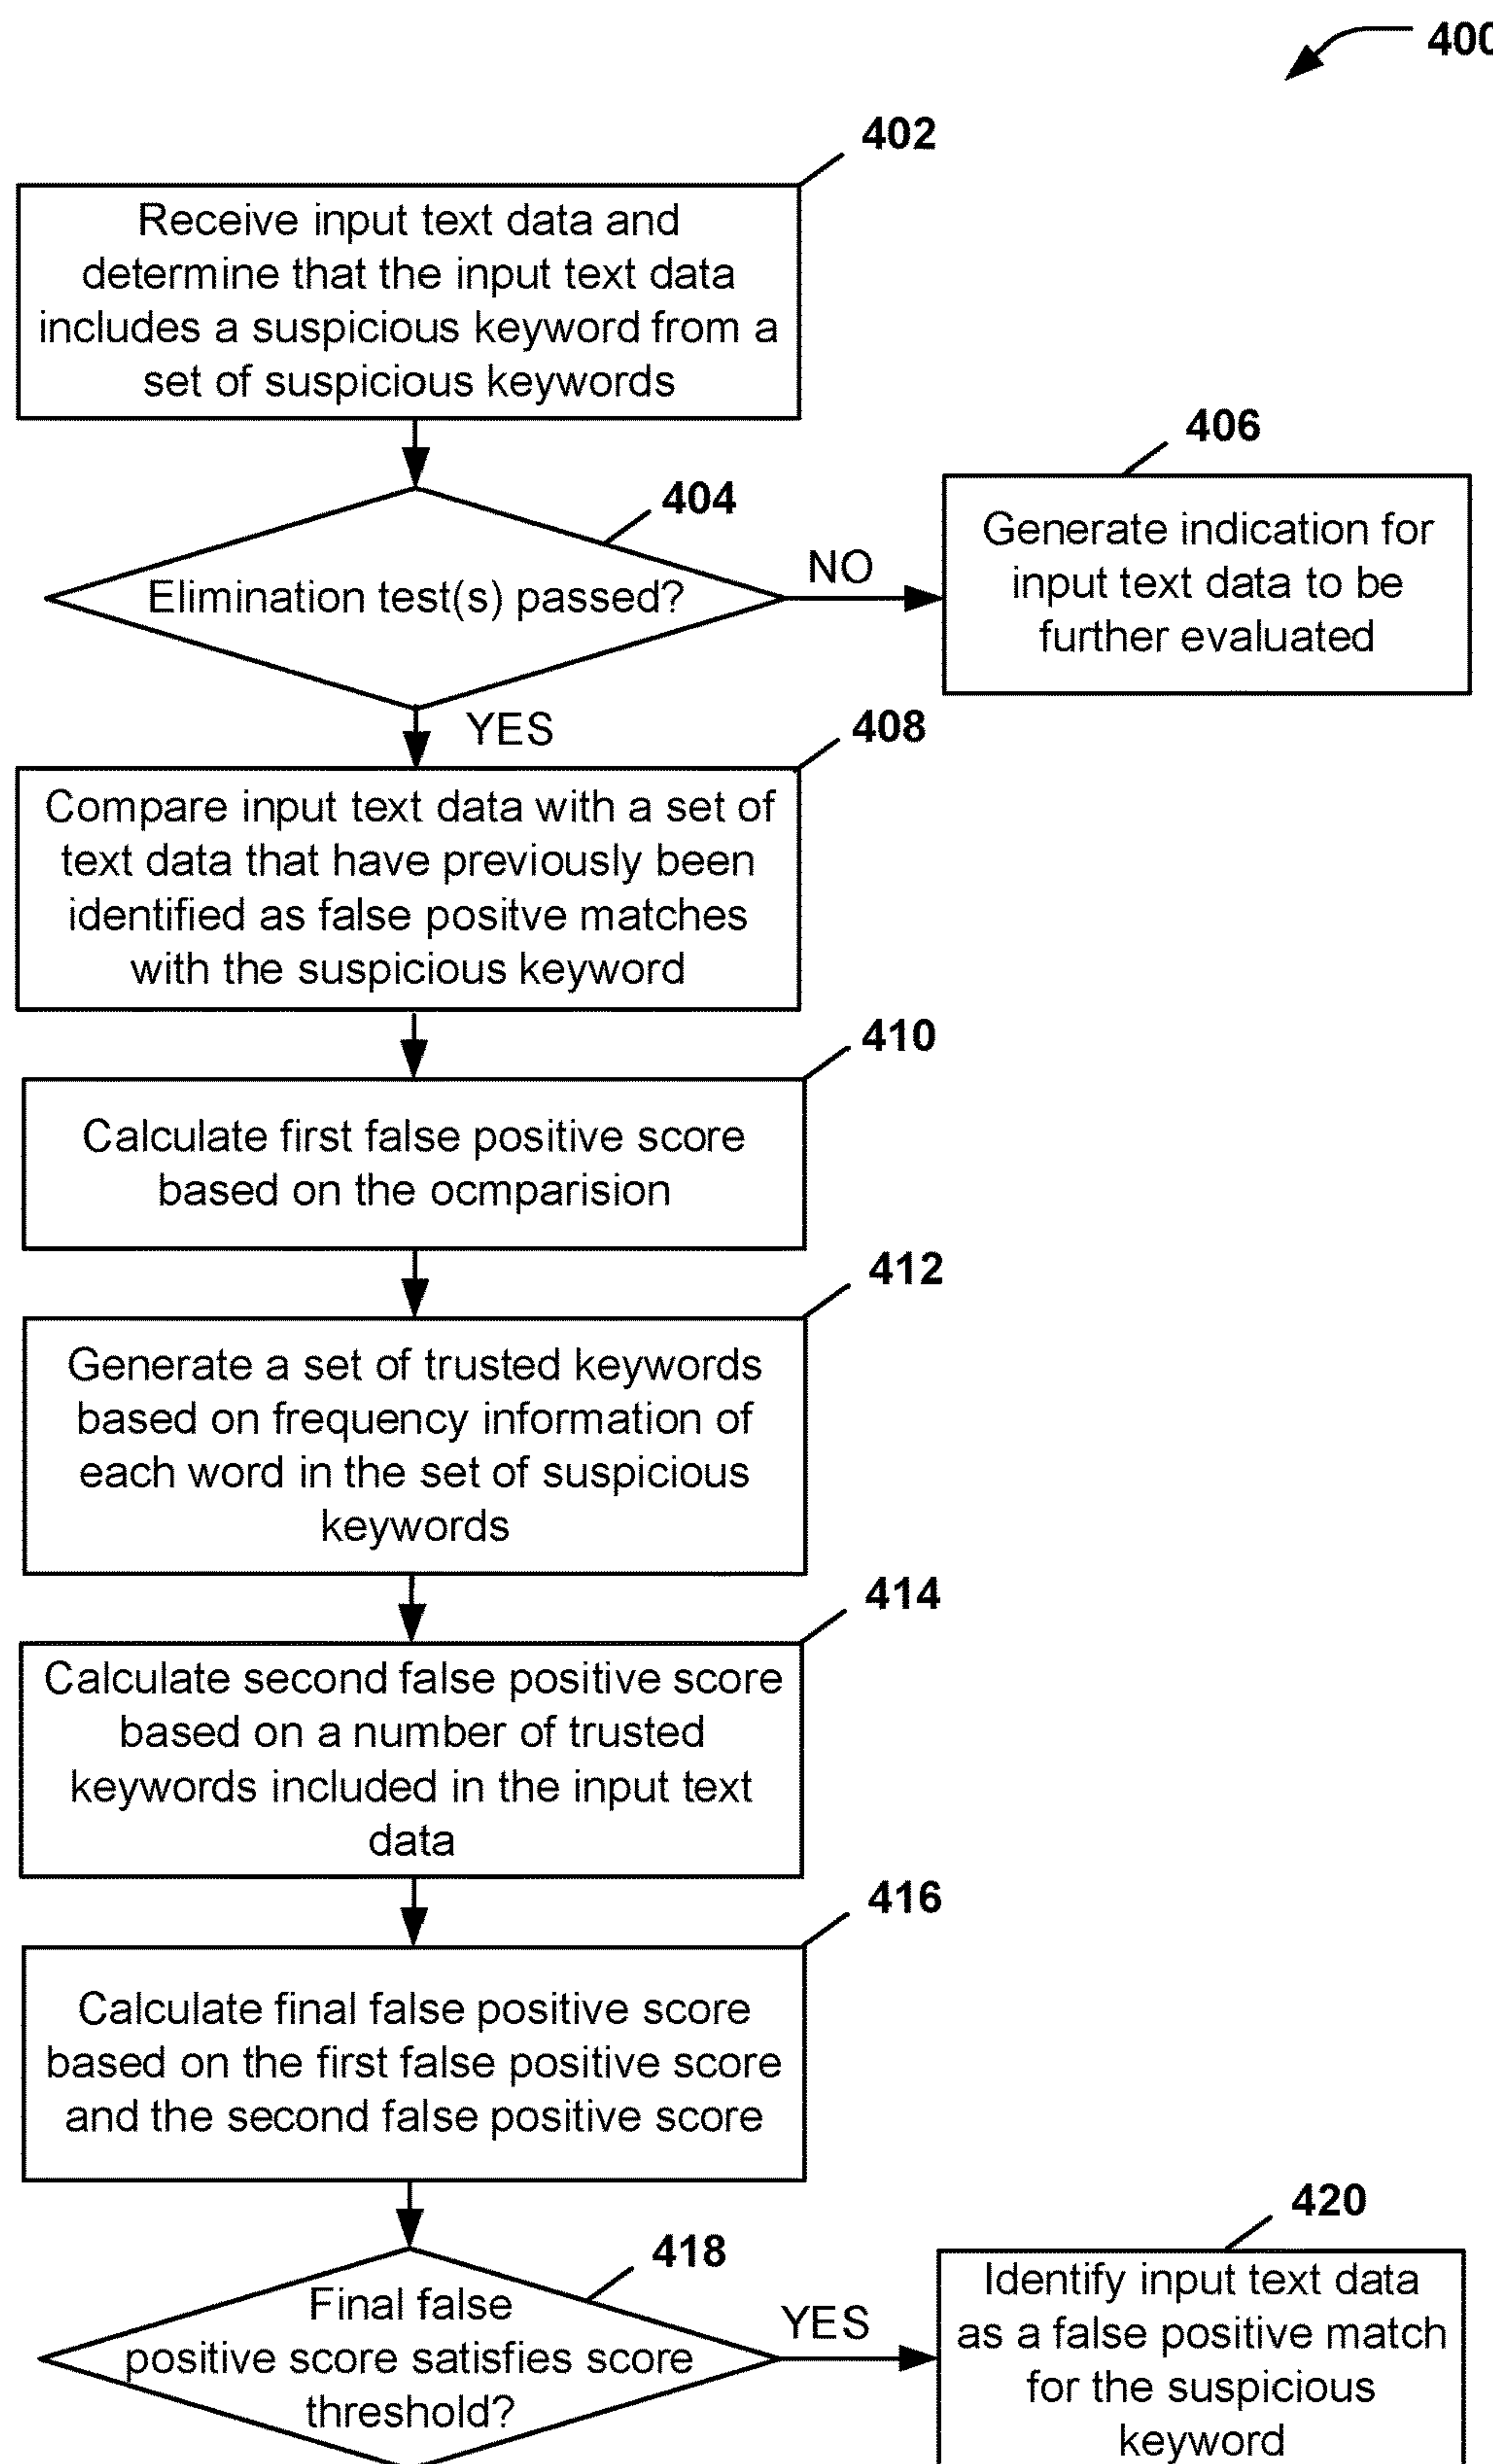 400
402
Receive input text data and
determine that the input text data
includes a suspicious keyword from a
set of suspicious keywords
404
Elimination test(s) passed?
NO
406
Generate indication for
input text data to be
further evaluated
YES
408
Compare input text data with a set of
text data that have previously been
identified as false positve matches
with the suspicious keyword
410
Calculate first false positive score
based on the ocmparision
412
Generate a set of trusted keywords
based on frequency information of
each word in the set of suspicious
keywords
414
Calculate second false positive score
based on a number of trusted
keywords included in the input text
data
416
Calculate final false positive score
based on the first false positive score
and the second false positive score
418
Final false
positive score satisfies score
threshold?
YES
420
Identify input text data
as a false positive match
for the suspicious
keyword